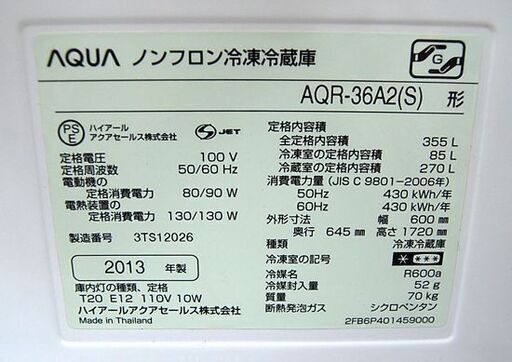 AQUA ノンフロン冷凍冷蔵庫
G
AQR-36A2(S) 形
PS E ハイアール アクアセールス株式会社 S JET
定格電圧 100 V
定格周波数 50/60 Hz
電動機の
定格消費電力 80/90 W
電熱装置の
定格消費電力 130/130 W
製造番号 3TS12026
2013 年製
庫内灯の種類、定格
T20 E12 110V 10W
ハイアールアクアセールス株式会社
Made in Thailand
定格内容積
全定格内容積 355 L
冷凍室の定格内容積 85 L
冷蔵室の定格内容積 270 L
消費電力量 (JIS C 9801-2006年)
50Hz 430 kWh/年
60Hz 430 kWh/年
外形寸法 幅 600 mm
奥行 645 mm 高さ 1720 mm
種類 冷凍冷蔵庫
冷凍室の記号 * ***
冷媒名 R600a
冷媒封入量 52 g
質量 70 kg
断熱発泡ガス シクロペンタン
2FB6P401459000